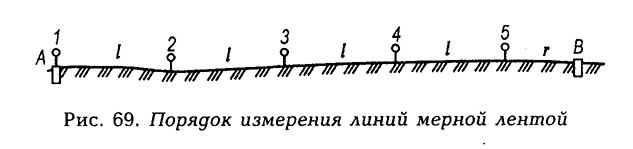 1 2 3 4 5
A l l l l r B
Рис. 69. Порядок измерения линий мерной лентой